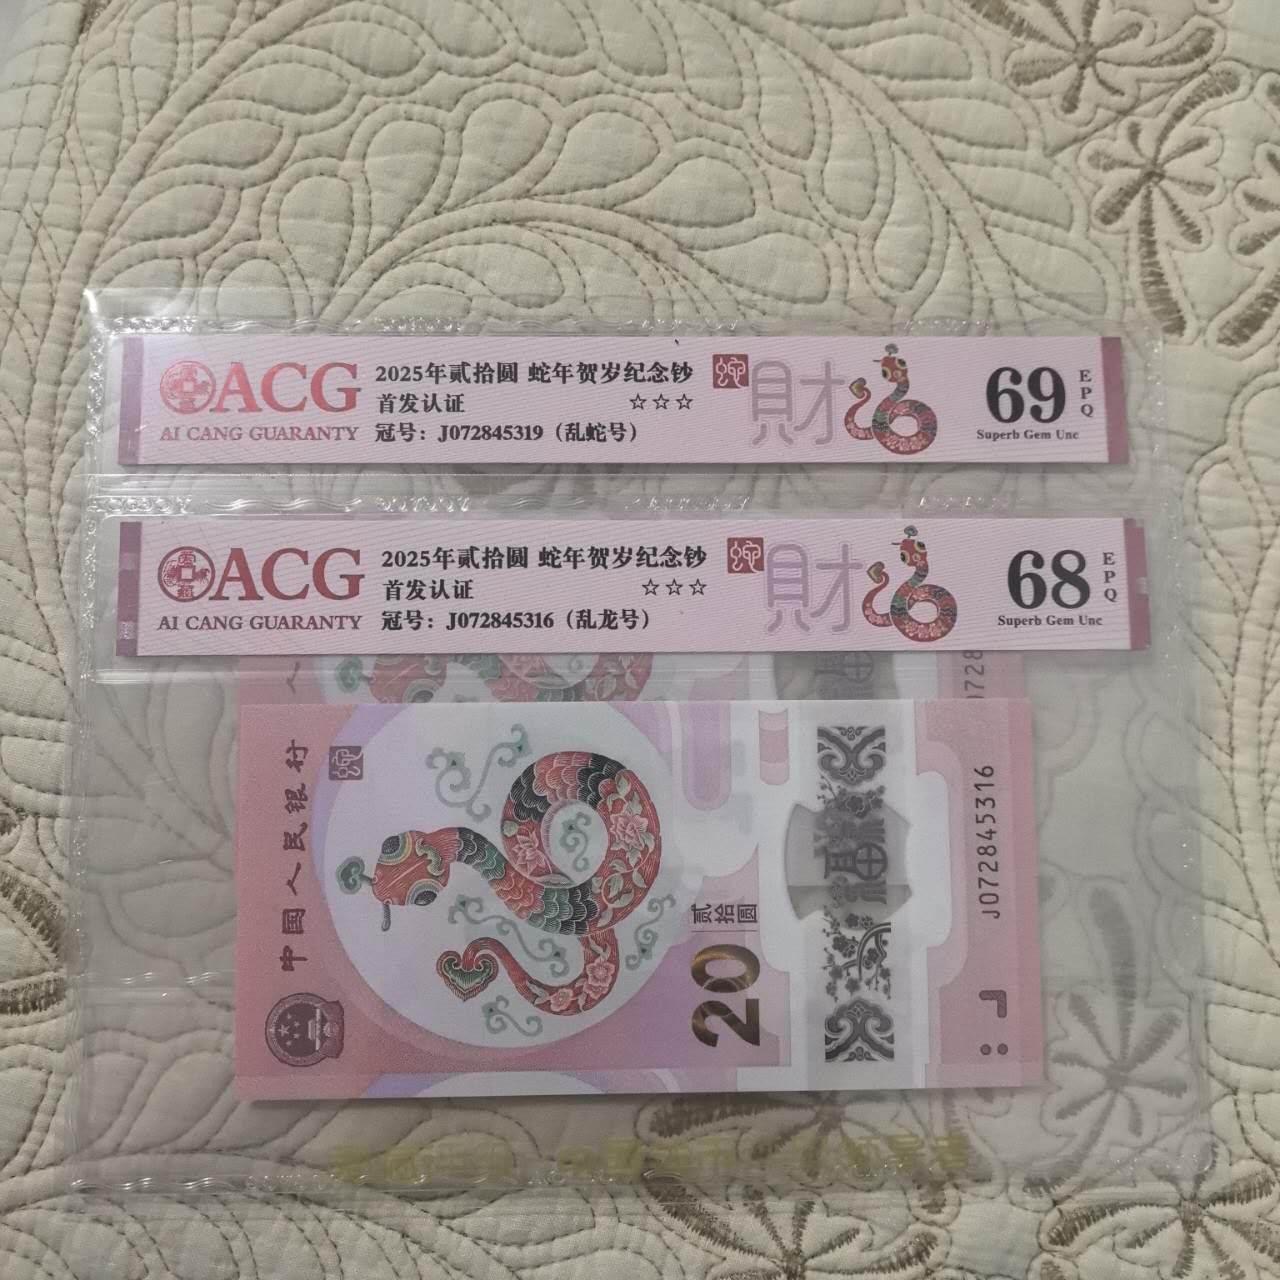 ACG
AI CANG GUARANTY
2025年贰拾圆 蛇年贺岁纪念钞
首发认证 ☆☆☆
冠号：J072845319（乱蛇号）
蛇
財
69
EPQ
Superb Gem Unc
ACG
AI CANG GUARANTY
2025年贰拾圆 蛇年贺岁纪念钞
首发认证 ☆☆☆
冠号：J072845316（乱龙号）
蛇
財
68
EPQ
Superb Gem Unc
中国人民银行
蛇
贰拾圆
20
福
J072845316